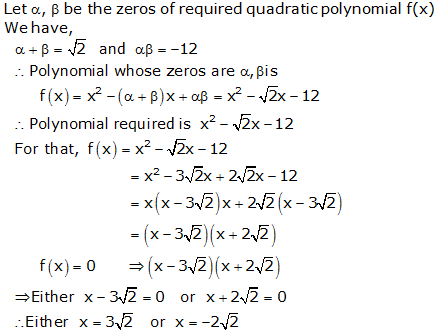 Let α, β be the zeros of required quadratic polynomial f(x)
We have,
α + β = √2 and αβ = −12
∴ Polynomial whose zeros are α,βis
f(x) = x² − (α + β)x + αβ = x² − √2x − 12
∴ Polynomial required is x² − √2x − 12
For that, f(x) = x² − √2x − 12
= x² − 3√2x + 2√2x − 12
= x(x − 3√2)x + 2√2(x − 3√2)
= (x − 3√2)(x + 2√2)
f(x) = 0 ⇒ (x − 3√2)(x + 2√2)
⇒Either x − 3√2 = 0 or x + 2√2 = 0
∴Either x = 3√2 or x = −2√2